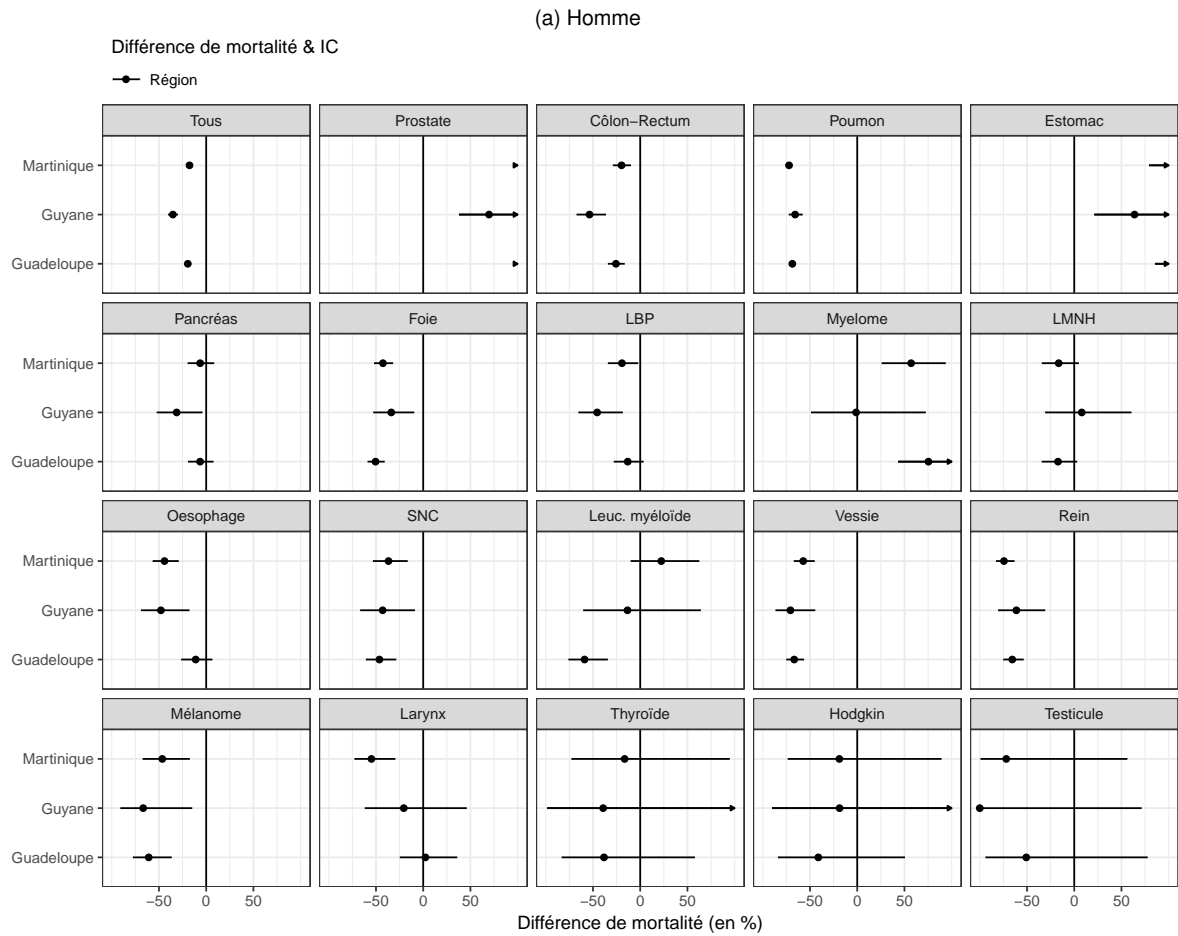 (a) Homme
Différence de mortalité & IC
Région
Tous Prostate Côlon−Rectum Poumon Estomac
Martinique
Guyane
Guadeloupe
Pancréas Foie LBP Myelome LMNH
Martinique
Guyane
Guadeloupe
Oesophage SNC Leuc. myéloïde Vessie Rein
Martinique
Guyane
Guadeloupe
Mélanome Larynx Thyroïde Hodgkin Testicule
Martinique
Guyane
Guadeloupe
−50 0 50 −50 0 50 −50 0 50 −50 0 50 −50 0 50
Différence de mortalité (en %)